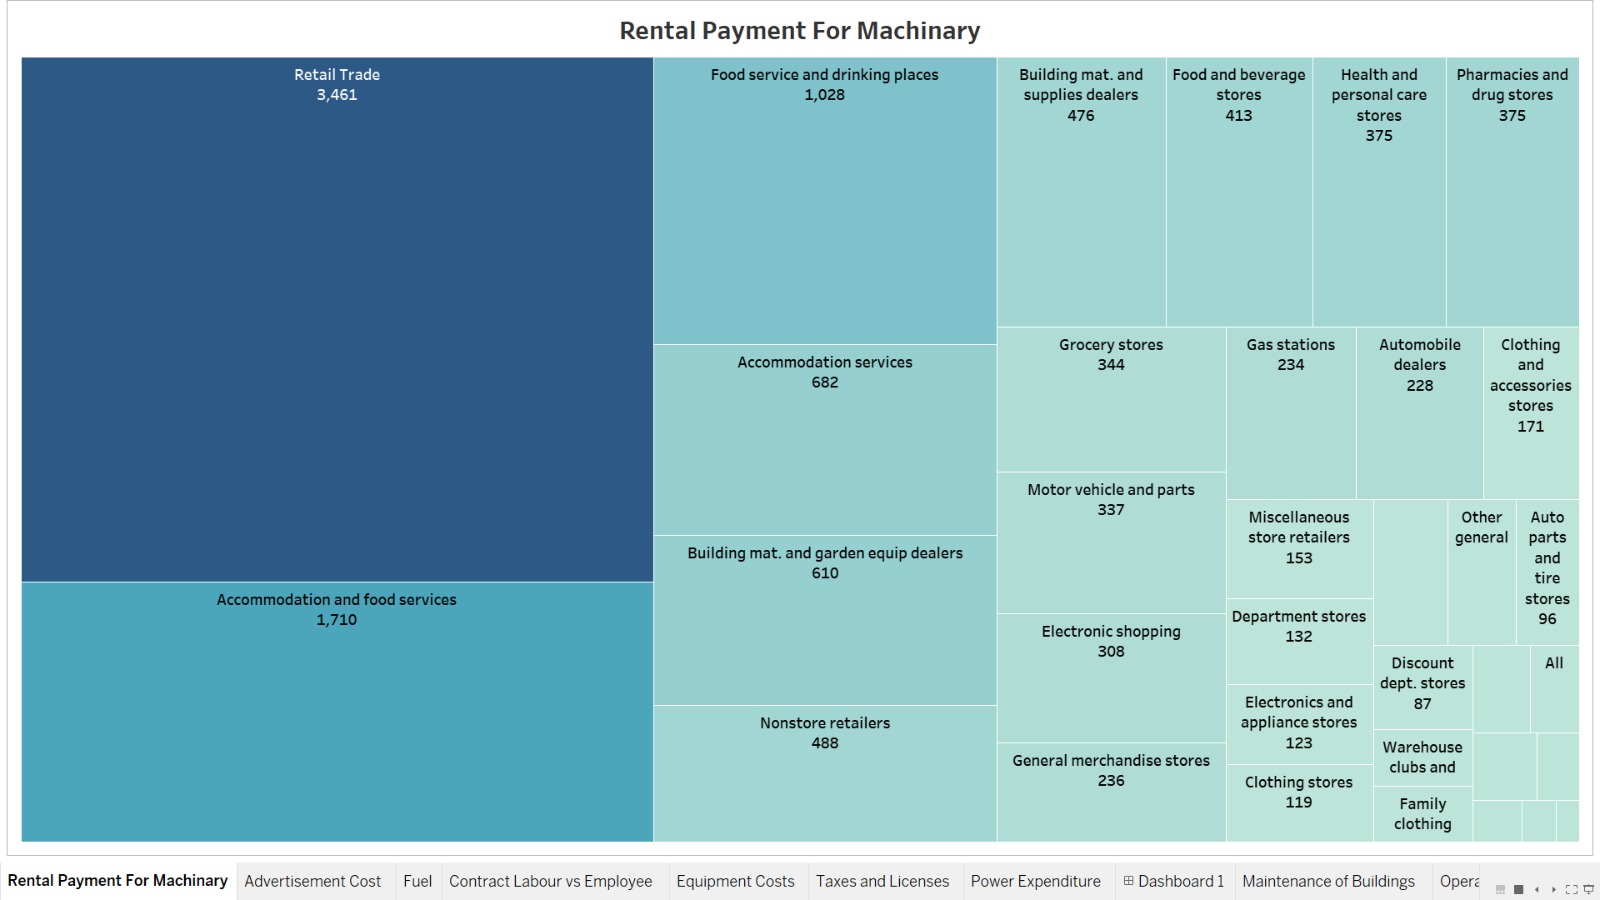 Rental Payment For Machinary
Retail Trade
3,461
Accommodation and food services
1,710
Food service and drinking places
1,028
Accommodation services
682
Building mat. and garden equip dealers
610
Nonstore retailers
488
Building mat. and
supplies dealers
476
Food and beverage
stores
413
Health and
personal care
stores
375
Pharmacies and
drug stores
375
Grocery stores
344
Motor vehicle and parts
337
Electronic shopping
308
General merchandise stores
236
Gas stations
234
Automobile
dealers
228
Clothing
and
accessories
stores
171
Miscellaneous
store retailers
153
Department stores
132
Electronics and
appliance stores
123
Clothing stores
119
Other
general
Auto
parts
and
tire
stores
96
Discount
dept. stores
87
Warehouse
clubs and
Family
clothing
All
Rental Payment For Machinary
Advertisement Cost
Fuel
Contract Labour vs Employee
Equipment Costs
Taxes and Licenses
Power Expenditure
Dashboard 1
Maintenance of Buildings
Opera